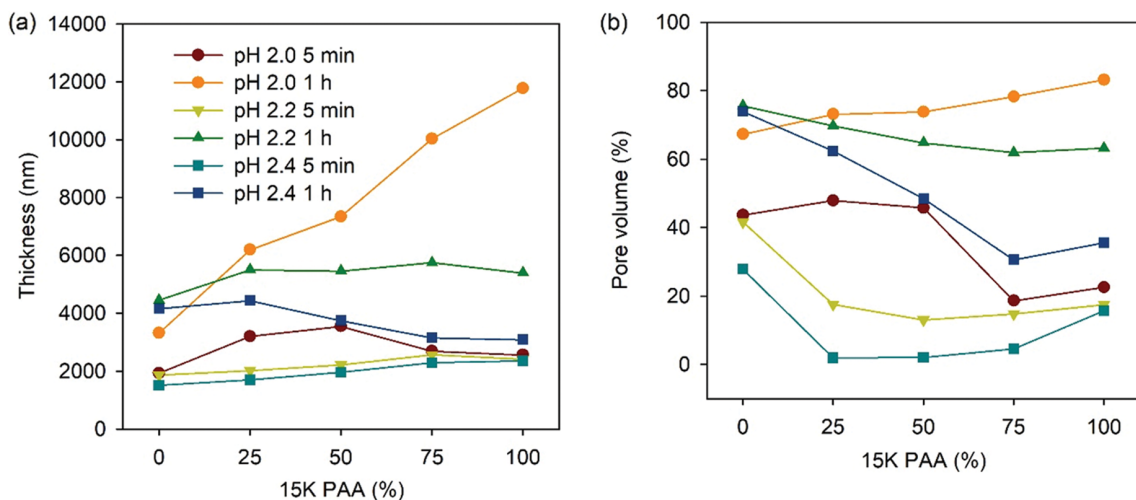 (a)
14000
12000
10000
8000
6000
4000
2000
0
Thickness (nm)
pH 2.0 5 min
pH 2.0 1 h
pH 2.2 5 min
pH 2.2 1 h
pH 2.4 5 min
pH 2.4 1 h
0 25 50 75 100
15K PAA (%)
(b)
100
80
60
40
20
0
Pore volume (%)
0 25 50 75 100
15K PAA (%)